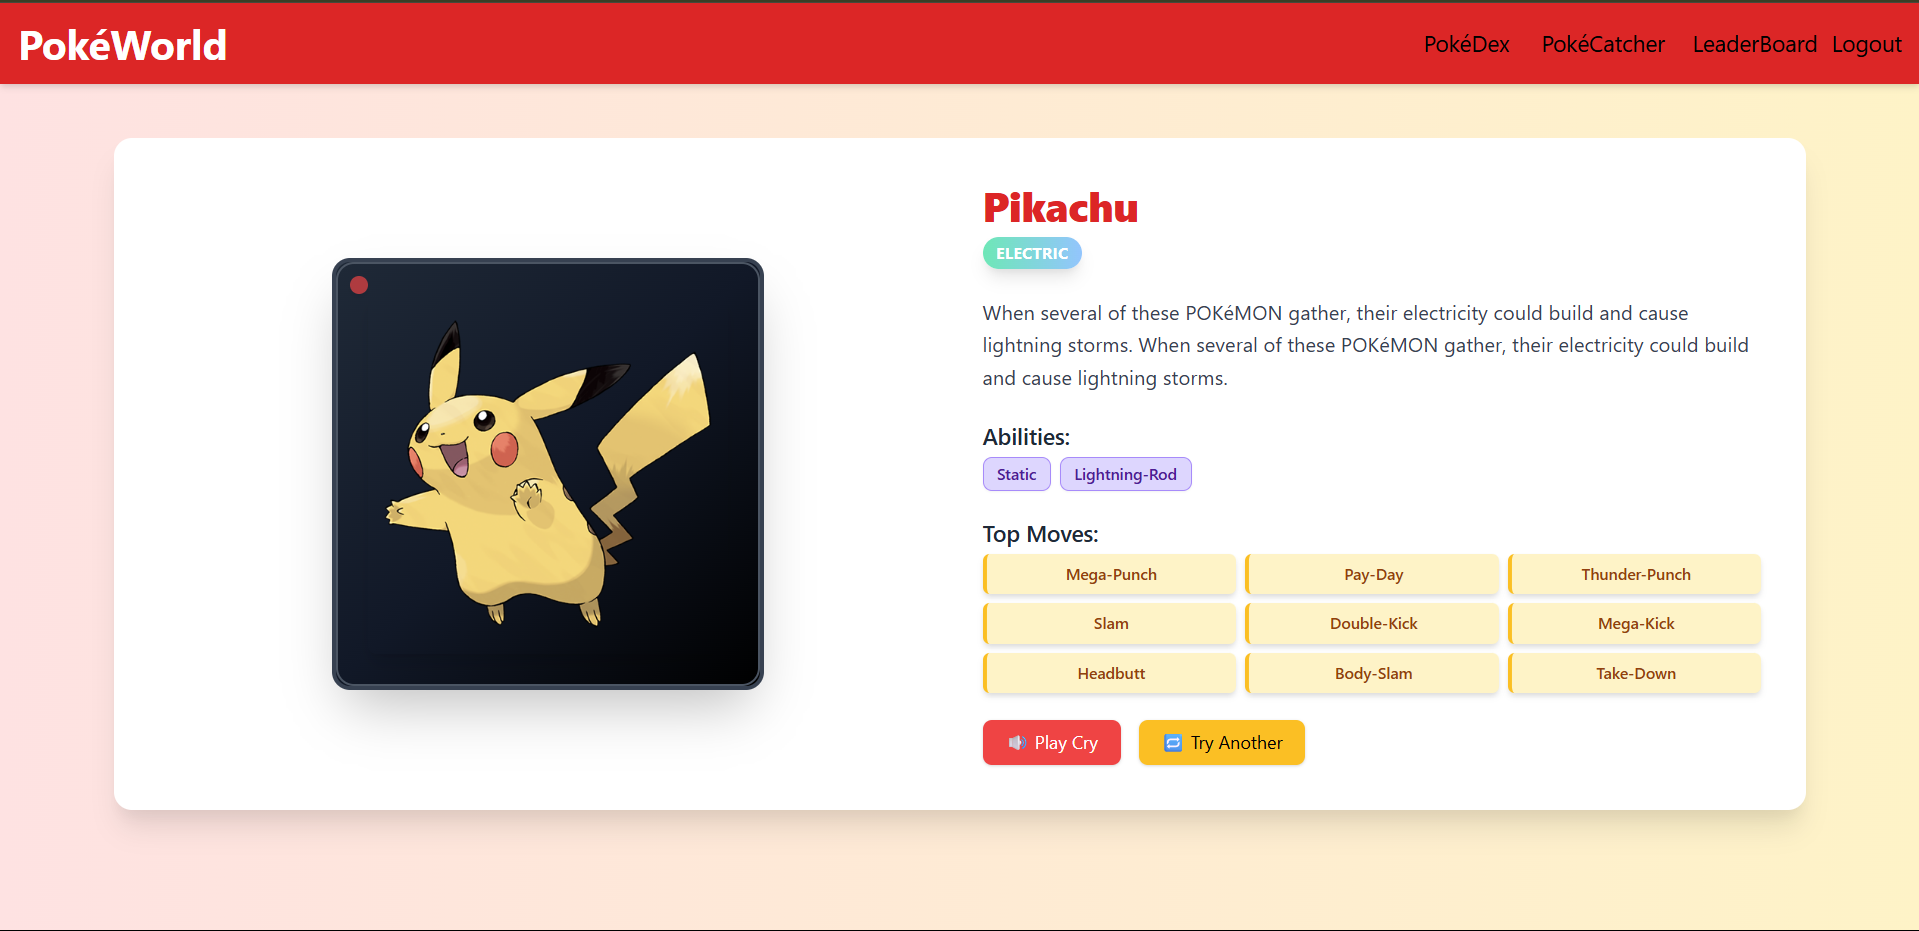 PokéWorld
PokéDex PokéCatcher LeaderBoard Logout
Pikachu
ELECTRIC
When several of these POKéMON gather, their electricity could build and cause
lightning storms. When several of these POKéMON gather, their electricity could build
and cause lightning storms.
Abilities:
Static Lightning-Rod
Top Moves:
Mega-Punch Pay-Day Thunder-Punch
Slam Double-Kick Mega-Kick
Headbutt Body-Slam Take-Down
Play Cry Try Another